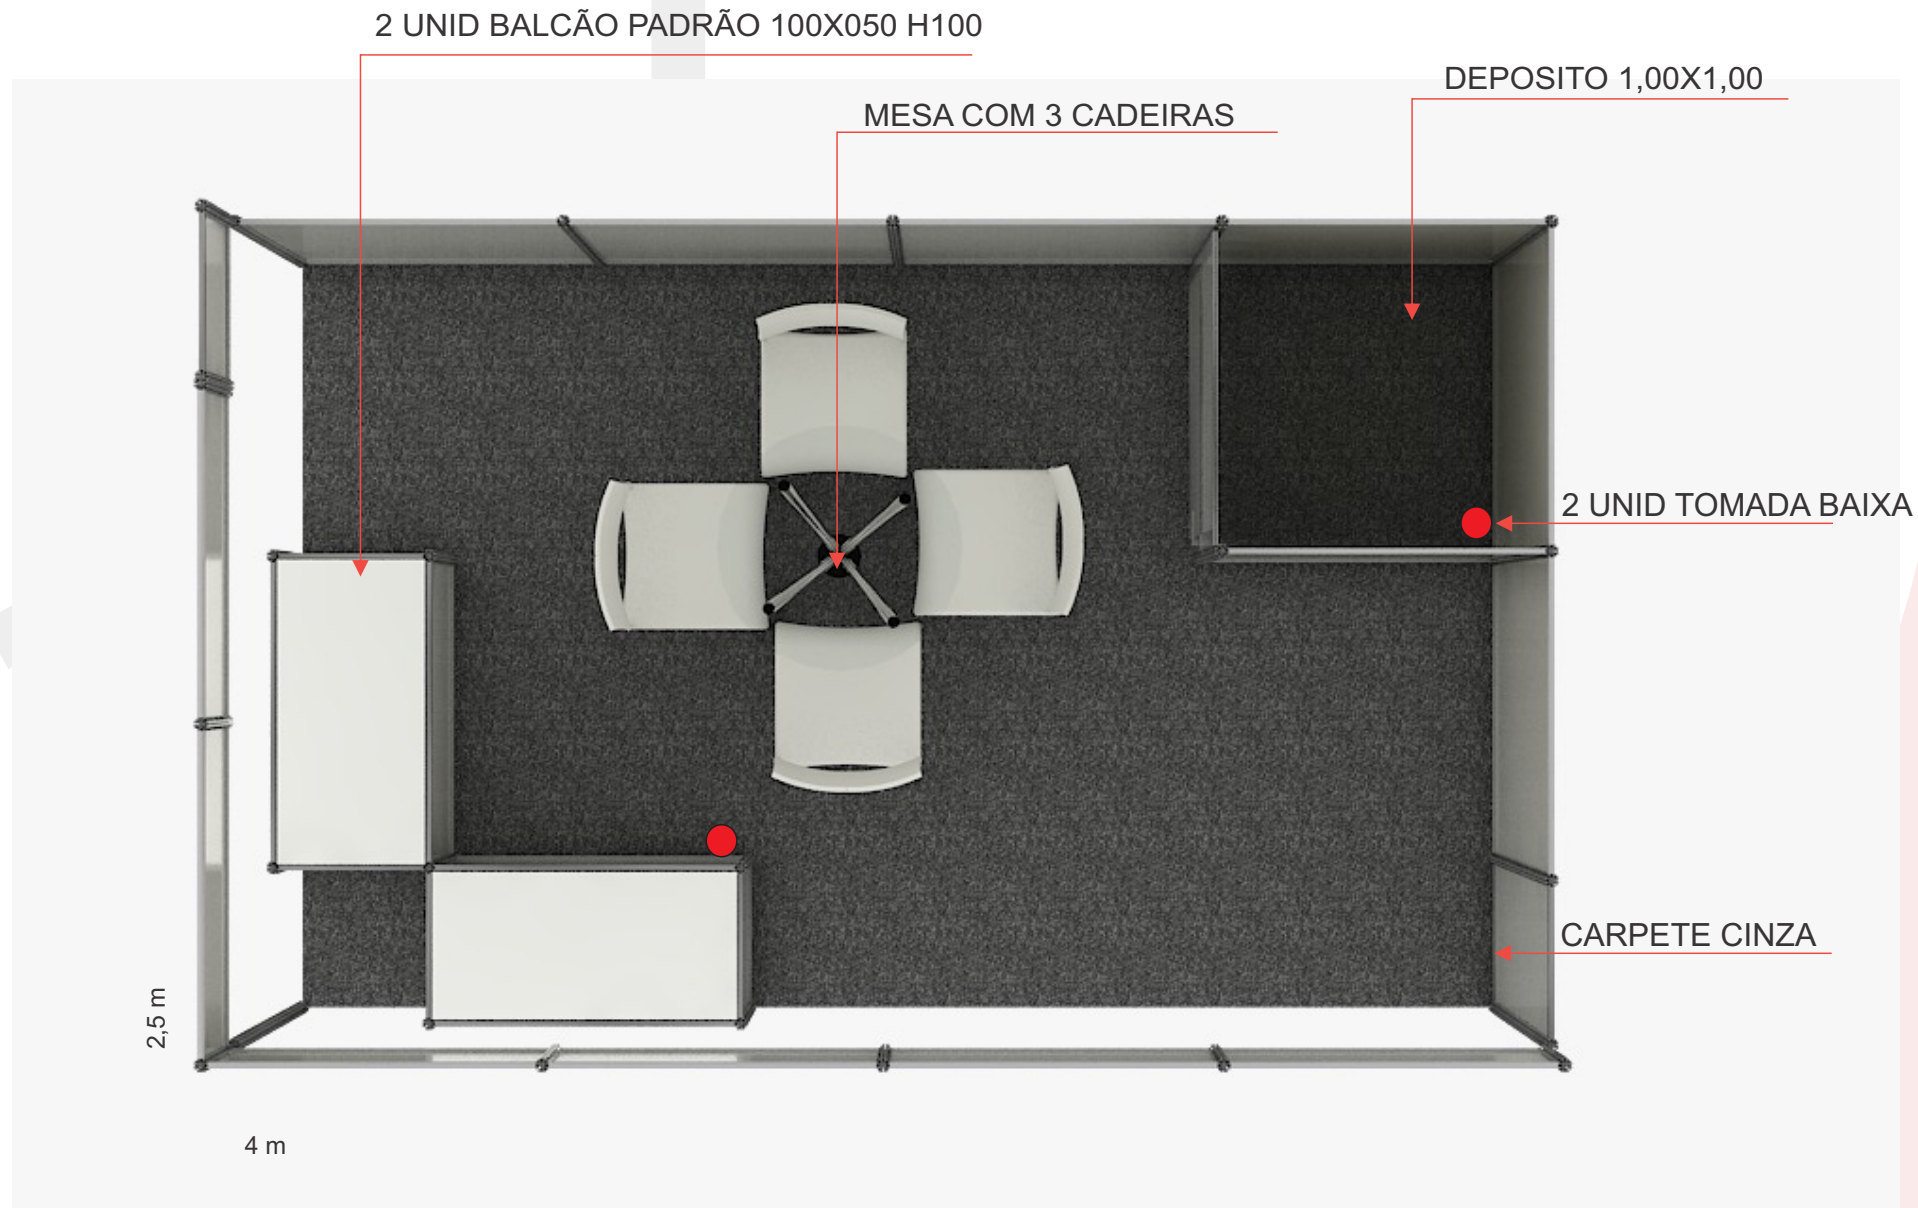 2 UNID BALCÃO PADRÃO 100X050 H100
DEPOSITO 1,00X1,00
MESA COM 3 CADEIRAS
2 UNID TOMADA BAIXA
CARPETE CINZA
2,5 m
4 m